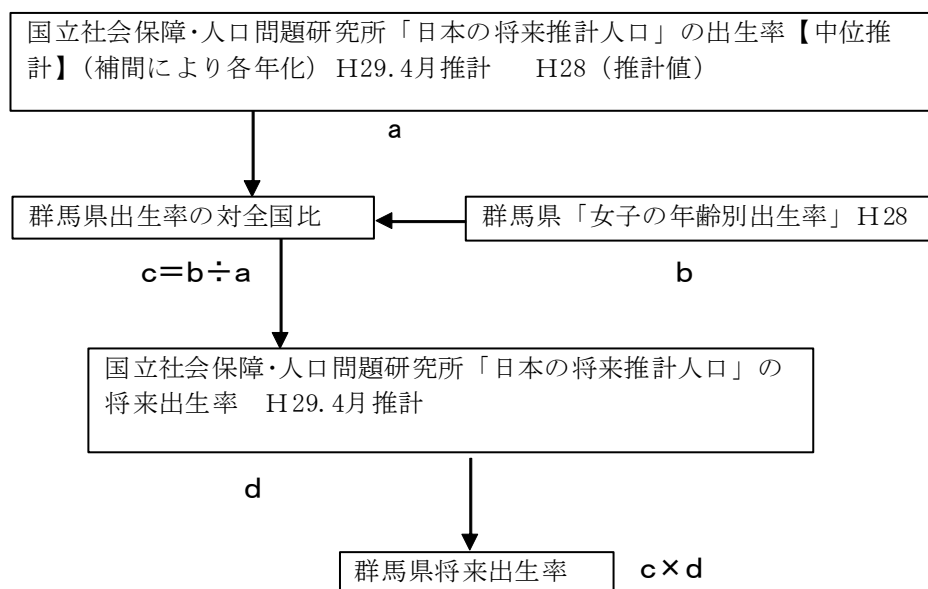 国立社会保障･人口問題研究所「日本の将来推計人口」の出生率【中位推
計】（補間により各年化）H29.4月推計　H28（推計値）
a
群馬県出生率の対全国比
群馬県「女子の年齢別出生率」H28
c＝b÷a
b
国立社会保障･人口問題研究所「日本の将来推計人口」の
将来出生率　H29.4月推計
d
群馬県将来出生率
c×d